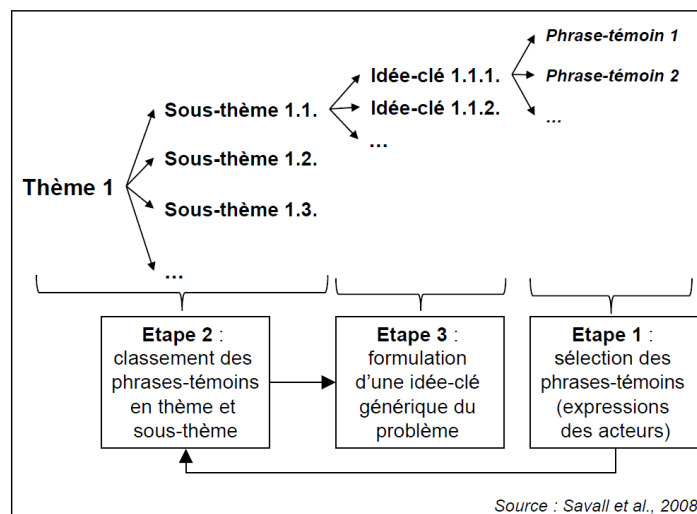 Phrase-témoin 1
Idée-clé 1.1.1.
Phrase-témoin 2
Sous-thème 1.1.
Idée-clé 1.1.2.
...
...
Sous-thème 1.2.
Thème 1
Sous-thème 1.3.
...
Etape 2 :
classement des
phrases-témoins
en thème et
sous-thème
Etape 3 :
formulation
d'une idée-clé
générique du
problème
Etape 1 :
sélection des
phrases-témoins
(expressions
des acteurs)
Source : Savall et al., 2008